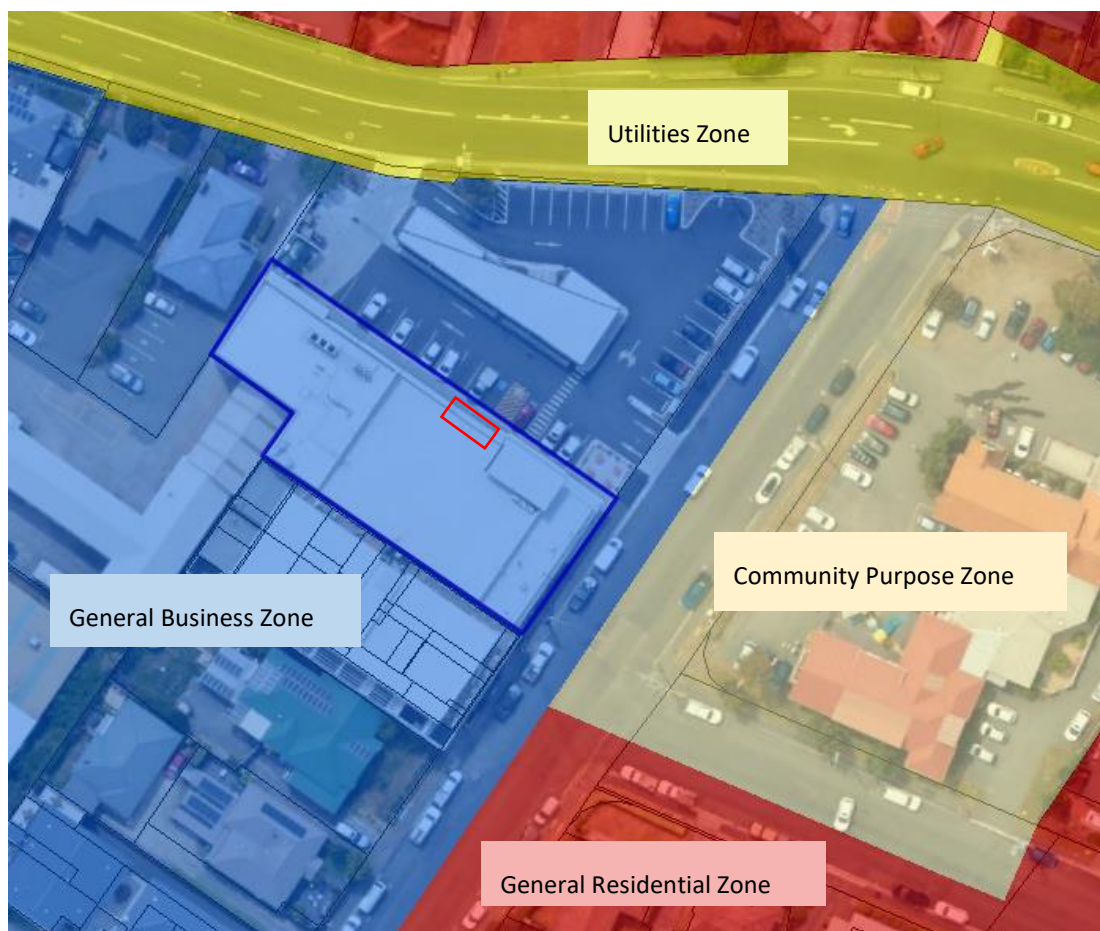 Utilities Zone
Community Purpose Zone
General Business Zone
General Residential Zone